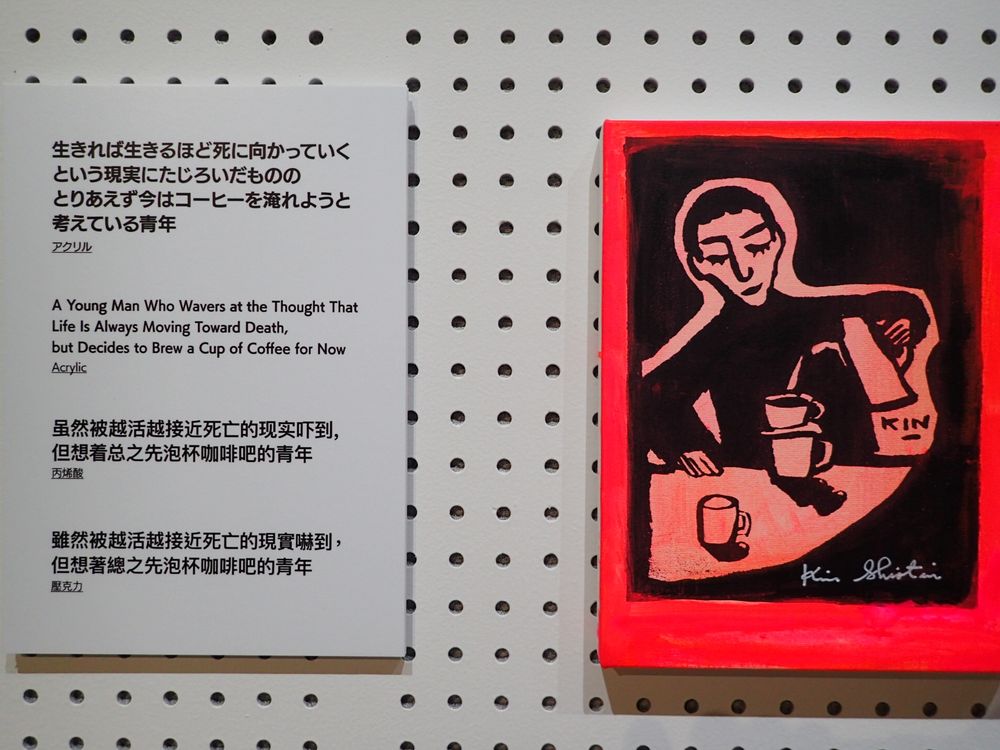 生きれば生きるほど死に向かっていく
という現実にたじろいだものの
とりあえず今はコーヒーを淹れようと
考えている青年
アクリル
A Young Man Who Wavers at the Thought That
Life Is Always Moving Toward Death,
but Decides to Brew a Cup of Coffee for Now
Acrylic
虽然被越活越接近死亡的现实吓到,
但想着总之先泡杯咖啡吧的青年
丙烯酸
雖然被越活越接近死亡的現實嚇到，
但想著總之先泡杯咖啡吧的青年
壓克力
KIN
Kin Shiotani